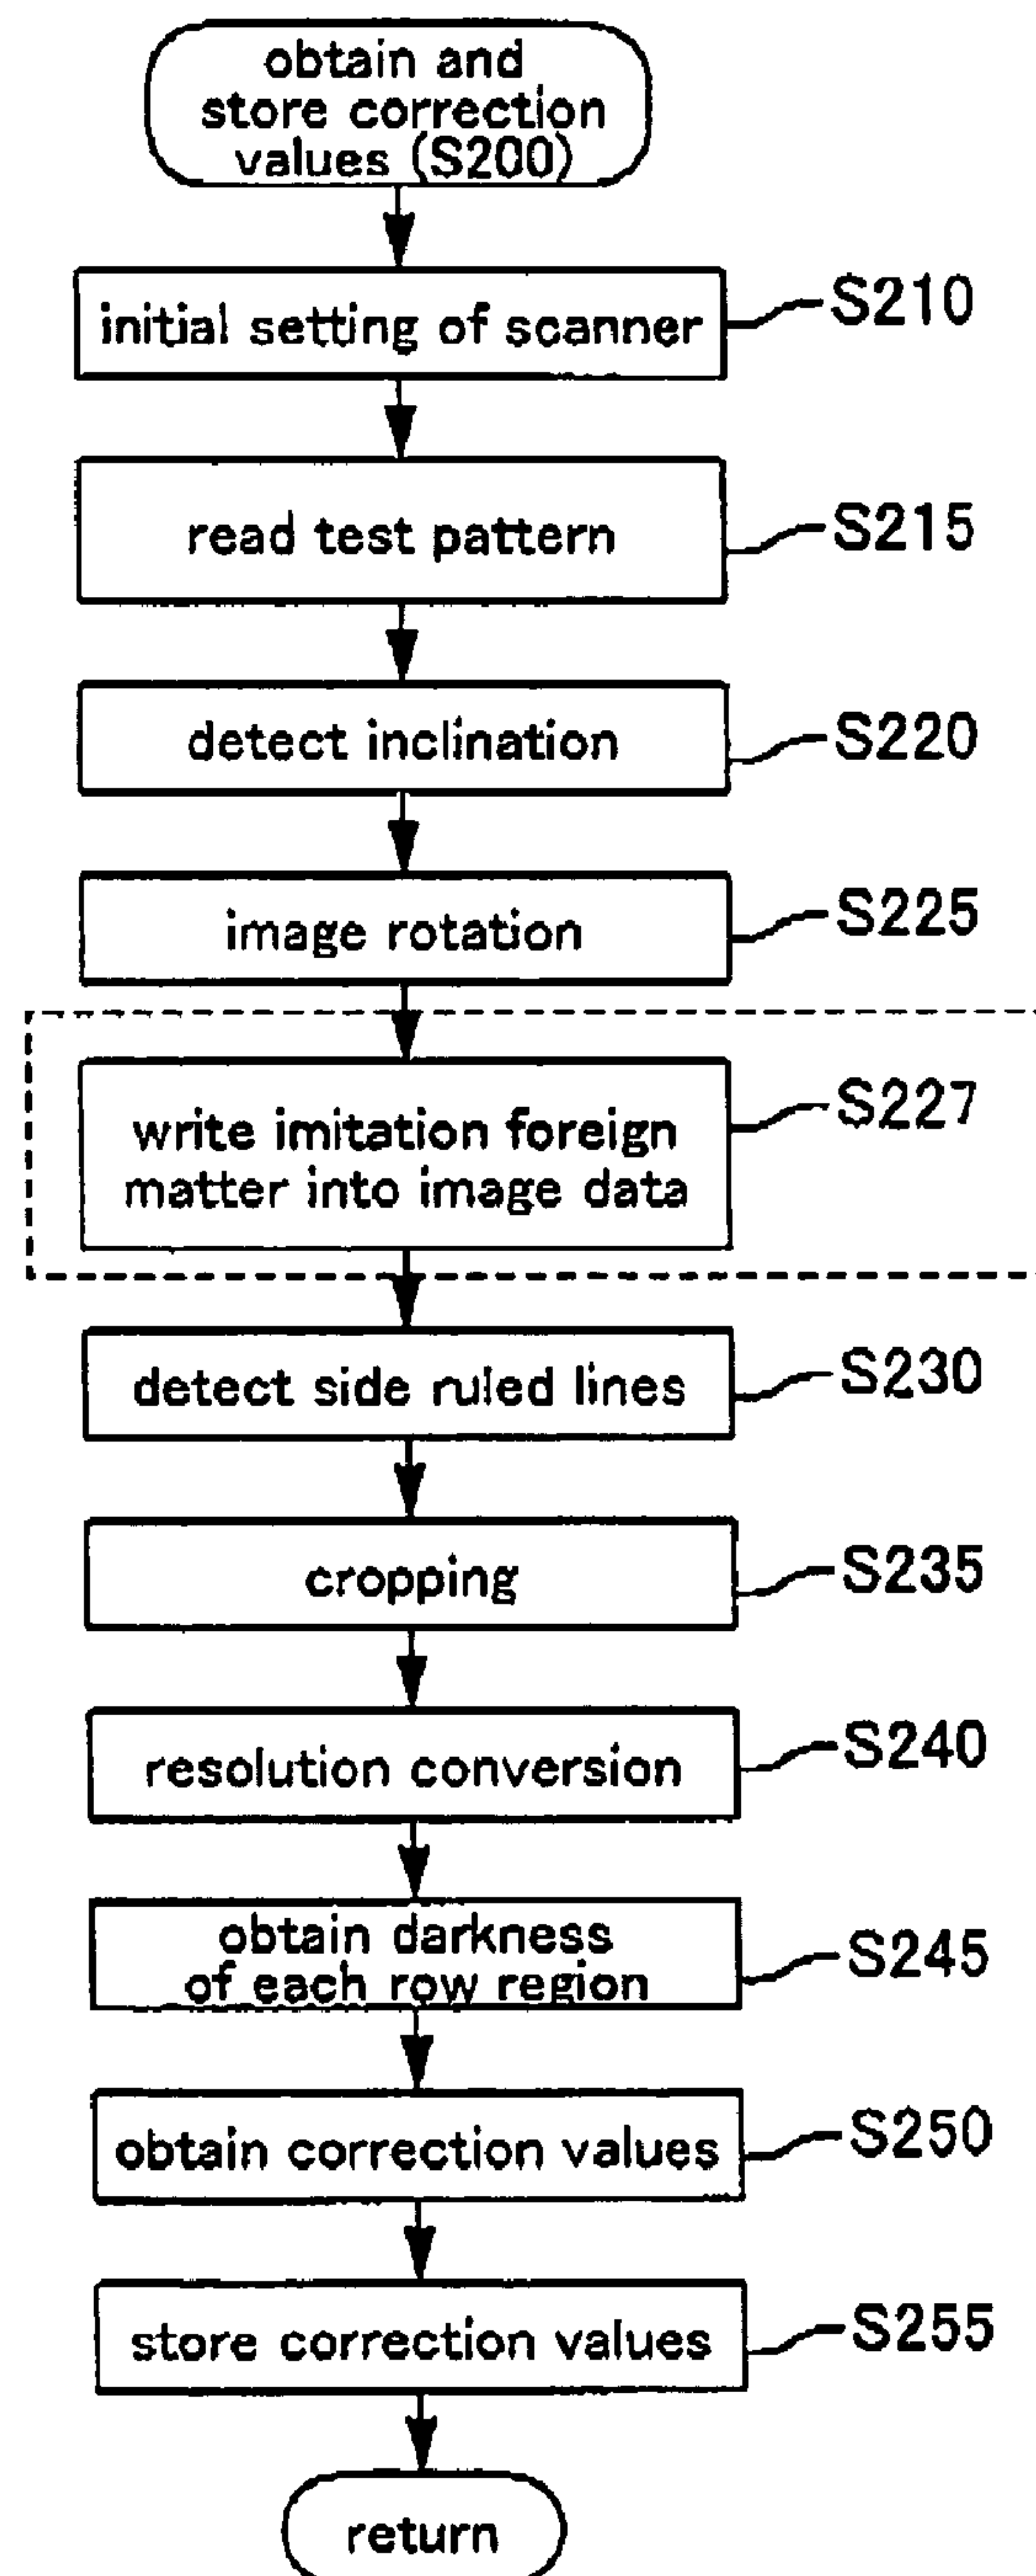 obtain and
store correction
values (S200)
initial setting of scanner
S210
read test pattern
S215
detect inclination
S220
image rotation
S225
write imitation foreign
matter into image data
S227
detect side ruled lines
S230
cropping
S235
resolution conversion
S240
obtain darkness
of each row region
S245
obtain correction values
S250
store correction values
S255
return